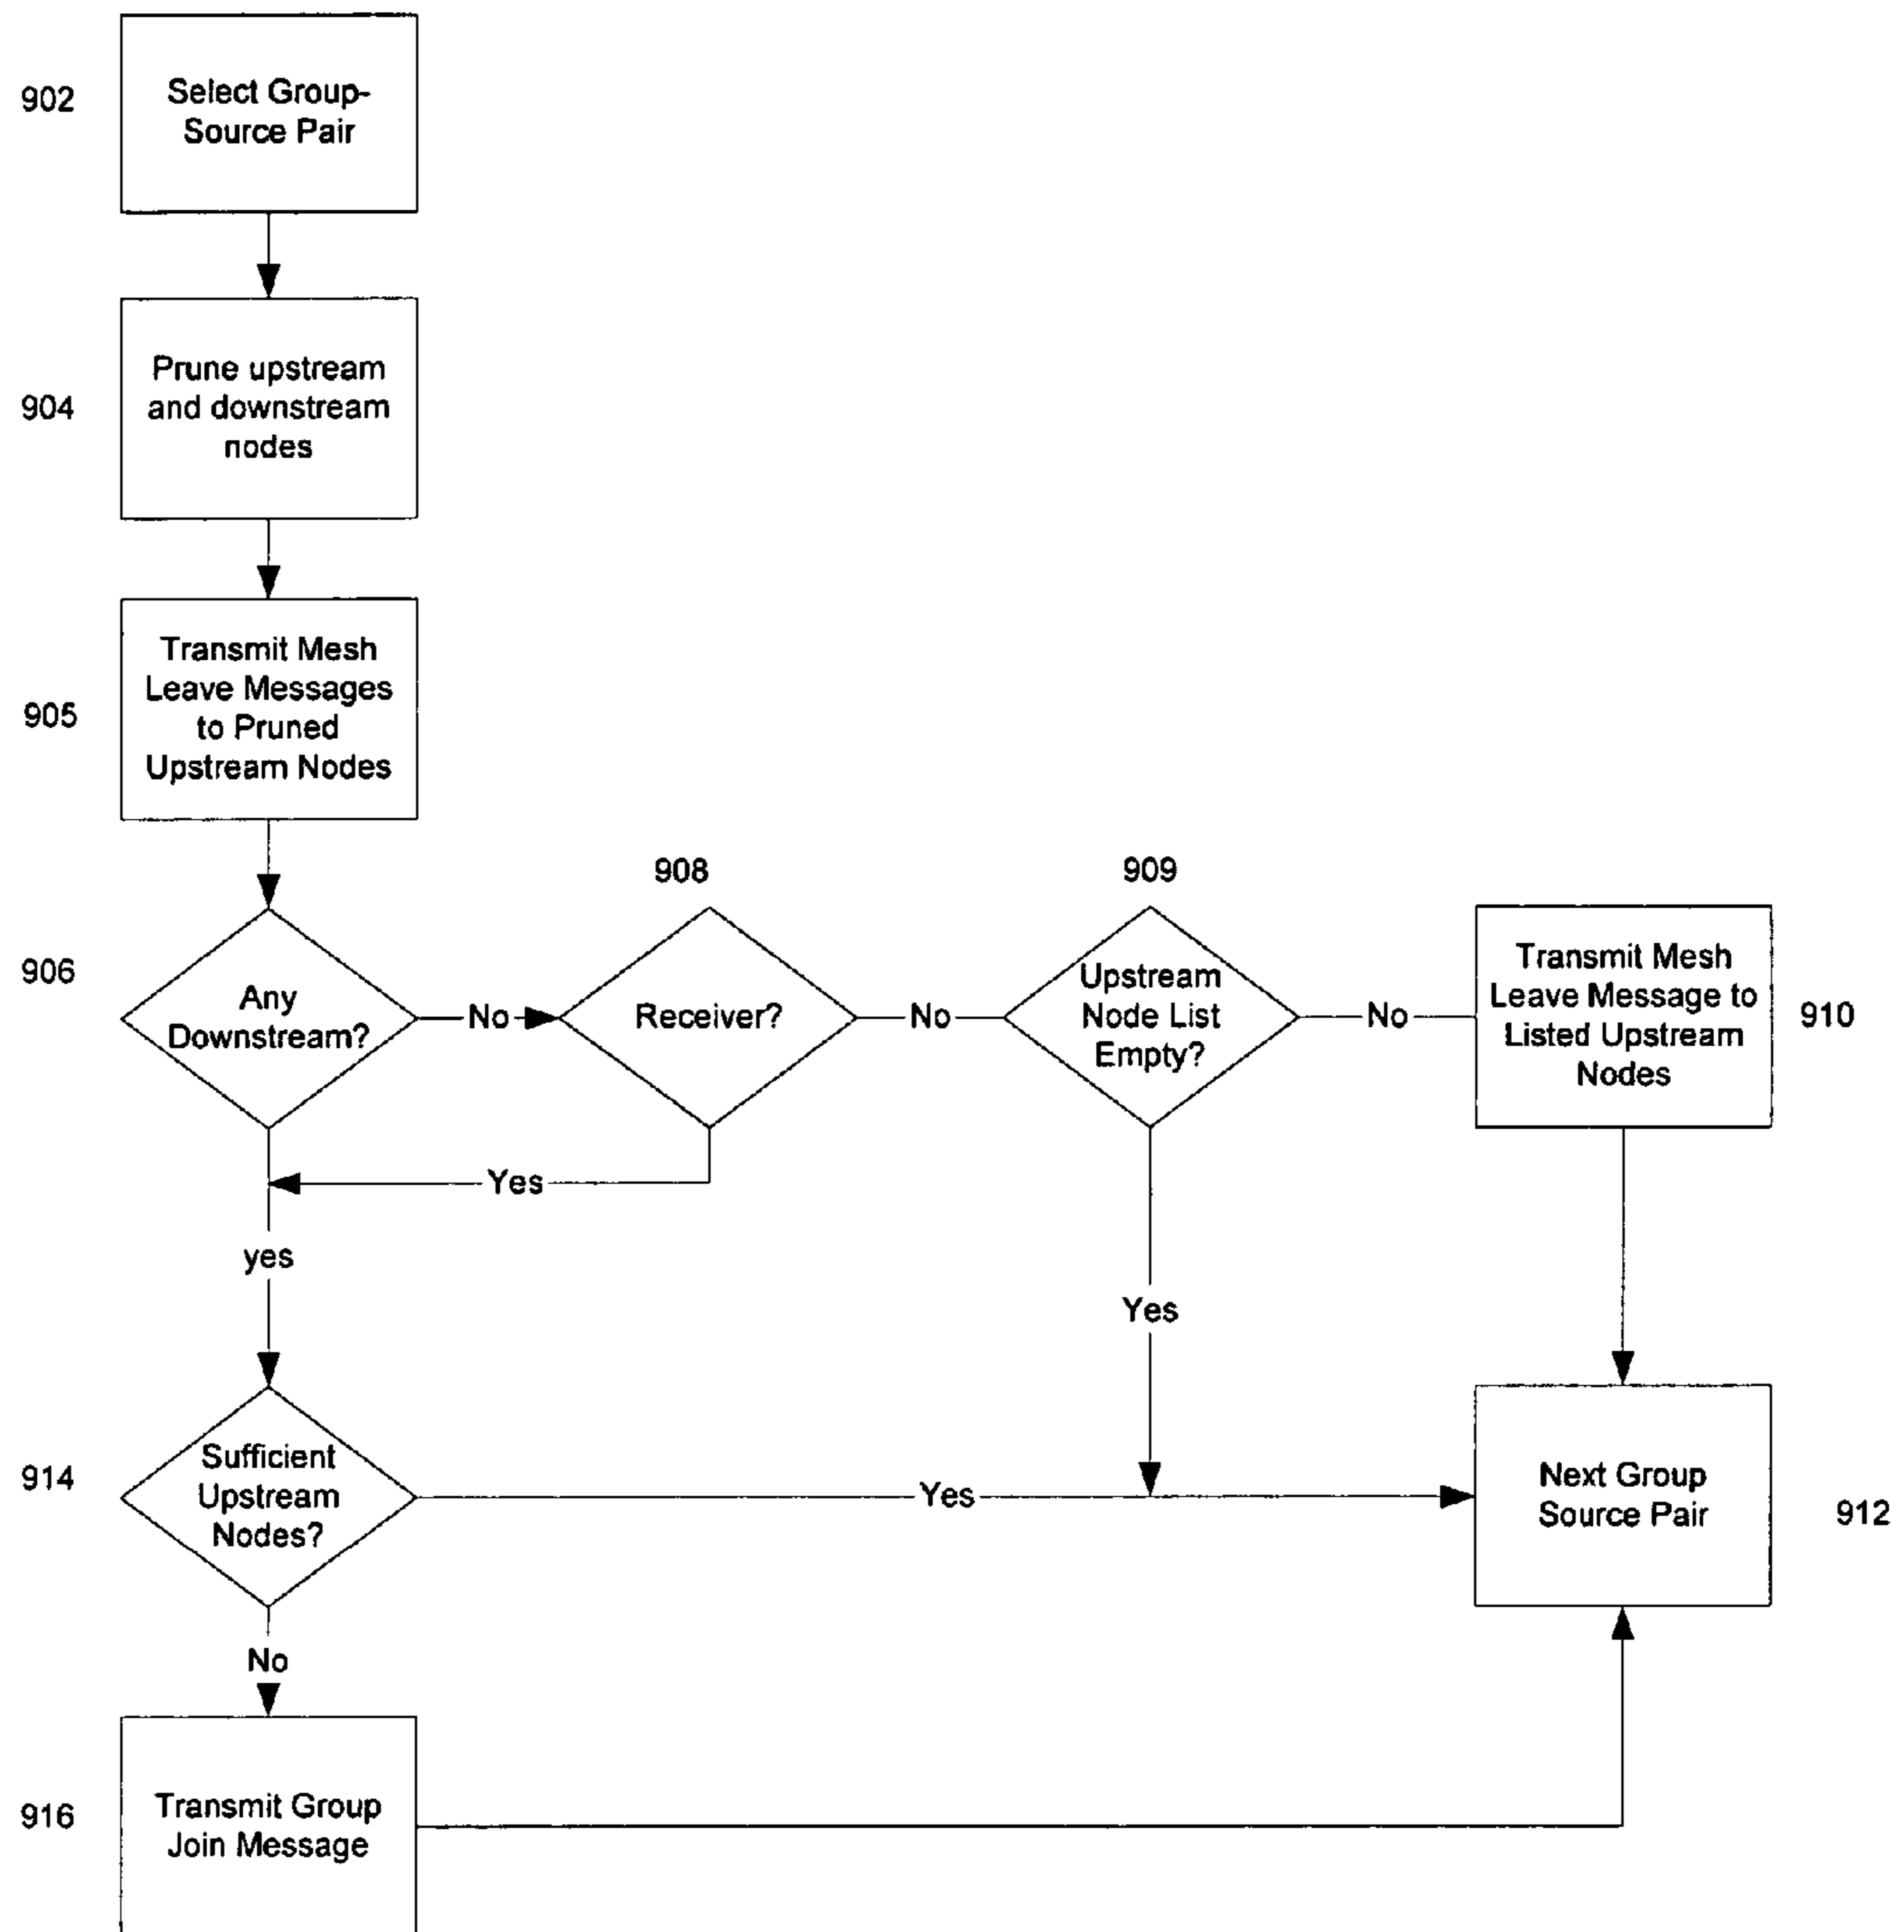 902
Select Group-
Source Pair
904
Prune upstream
and downstream
nodes
905
Transmit Mesh
Leave Messages
to Pruned
Upstream Nodes
908
909
906
Any
Downstream?
No
Receiver?
No
Upstream
Node List
Empty?
No
Transmit Mesh
Leave Message to
Listed Upstream
Nodes
910
Yes
yes
Yes
914
Sufficient
Upstream
Nodes?
Yes
Next Group
Source Pair
912
No
916
Transmit Group
Join Message